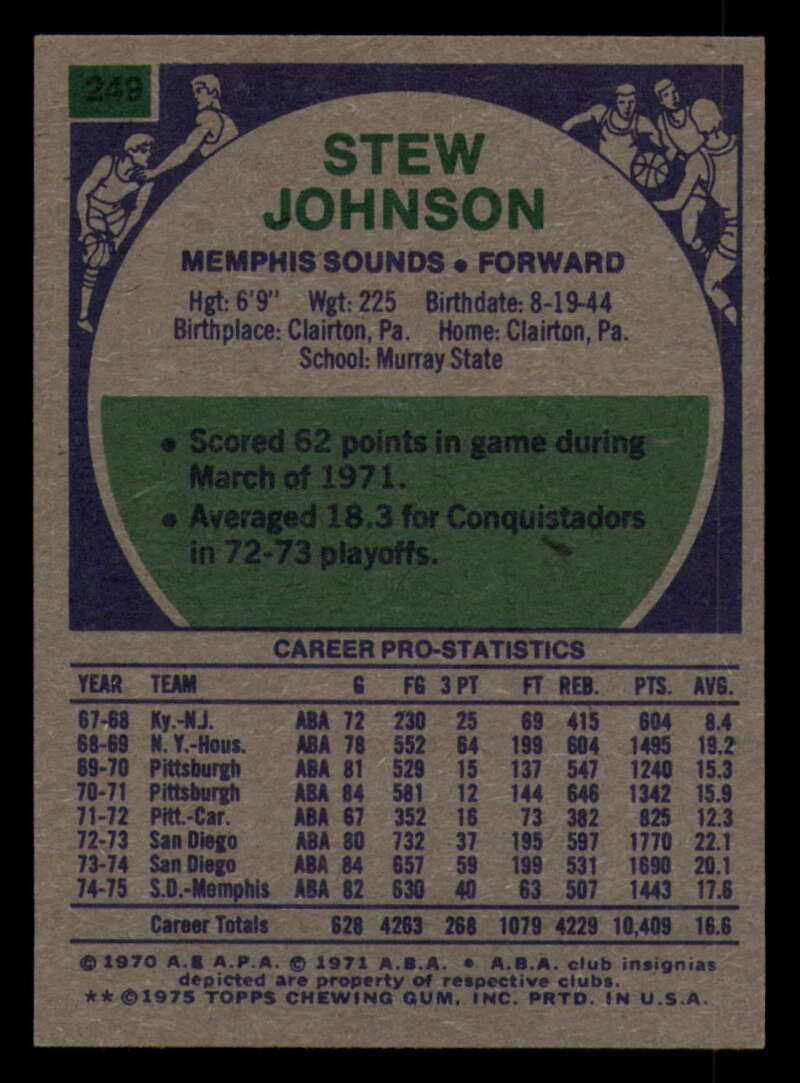 249
STEW
JOHNSON
MEMPHIS SOUNDS • FORWARD
Hgt: 6'9" Wgt: 225 Birthdate: 8-19-44
Birthplace: Clairton, Pa. Home: Clairton, Pa.
School: Murray State
• Scored 62 points in game during
March of 1971.
• Averaged 18.3 for Conquistadors
in 72-73 playoffs.
CAREER PRO-STATISTICS
YEAR TEAM G FG 3 PT FT REB. PTS. AVG.
67-68 Ky.-N.J. ABA 72 230 25 69 415 604 8.4
68-69 N.Y.-Hous. ABA 78 552 64 199 604 1495 19.2
69-70 Pittsburgh ABA 81 529 15 137 547 1240 15.3
70-71 Pittsburgh ABA 84 581 12 144 646 1342 15.9
71-72 Pitt.-Car. ABA 67 352 16 73 382 825 12.3
72-73 San Diego ABA 80 732 37 195 597 1770 22.1
73-74 San Diego ABA 84 657 59 199 531 1690 20.1
74-75 S.D.-Memphis ABA 82 630 40 63 507 1443 17.6
Career Totals 628 4263 268 1079 4229 10,409 16.6
© 1970 A.B.A.P.A. © 1971 A.B.A. • A.B.A. club insignias
depicted are property of respective clubs.
** ©1975 TOPPS CHEWING GUM, INC. PRTD. IN U.S.A.